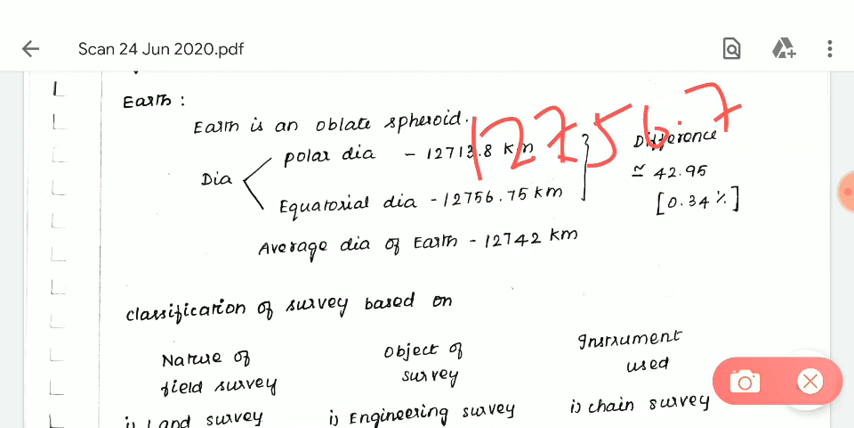 Scan 24 Jun 2020.pdf
Earth :
Earth is an oblate spheroid.
12756.7
polar dia - 12713.8 km
Difference
Dia
≃ 42.95
Equatorial dia - 12756.75 km
[0.34 %]
Average dia of Earth - 12742 km
classification of survey based on
Nature of field survey
Object of survey
Instrument used
i) Land survey
i) Engineering survey
i) chain survey